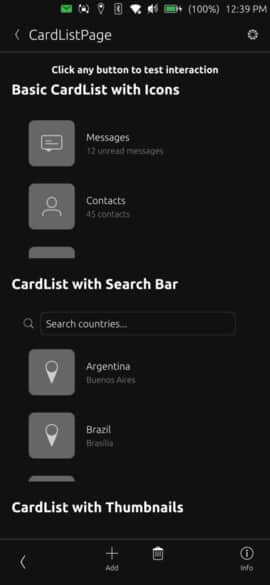 (100%) 12:39 PM
CardListPage
Click any button to test interaction
Basic CardList with Icons
Messages
12 unread messages
Contacts
45 contacts
CardList with Search Bar
Search countries...
Argentina
Buenos Aires
Brazil
Brasília
CardList with Thumbnails
Add
Info